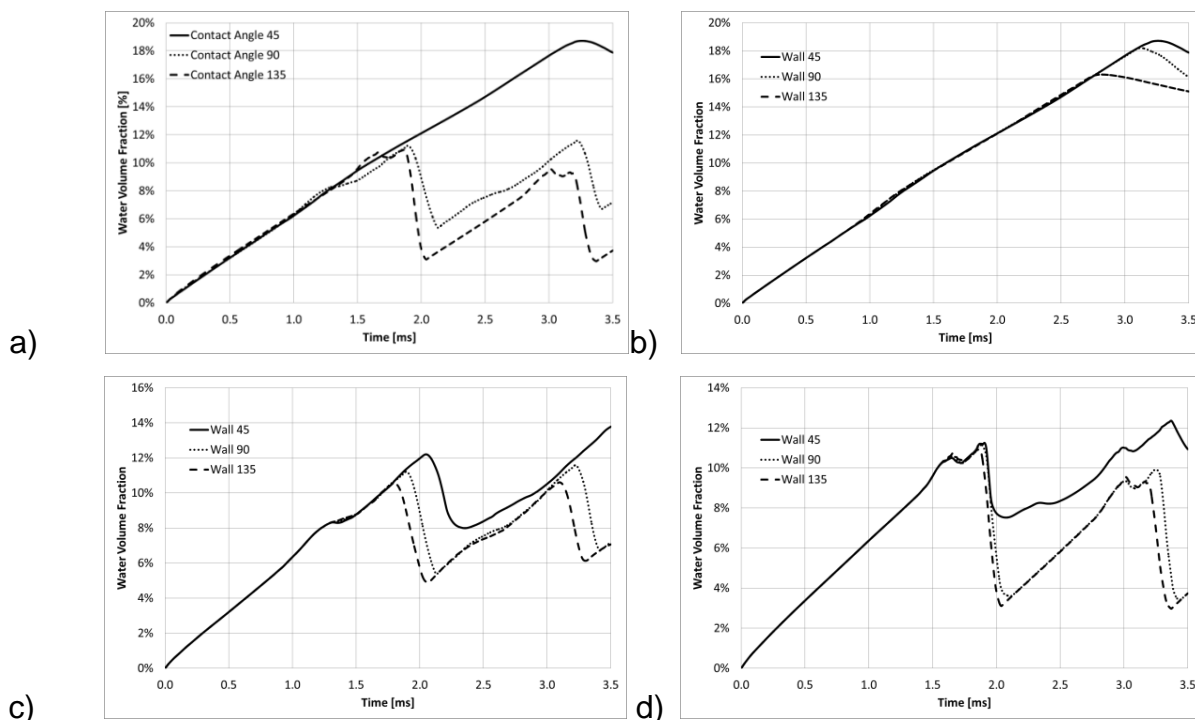 20%
18%
16%
14%
12%
10%
8%
6%
4%
2%
0%
Water Volume Fraction [%]
Contact Angle 45
Contact Angle 90
Contact Angle 135
0.0 0.5 1.0 1.5 2.0 2.5 3.0 3.5
Time [ms]
a)
20%
18%
16%
14%
12%
10%
8%
6%
4%
2%
0%
Water Volume Fraction
Wall 45
Wall 90
Wall 135
0.0 0.5 1.0 1.5 2.0 2.5 3.0 3.5
Time [ms]
b)
16%
14%
12%
10%
8%
6%
4%
2%
0%
Water Volume Fraction
Wall 45
Wall 90
Wall 135
0.0 0.5 1.0 1.5 2.0 2.5 3.0 3.5
Time [ms]
c)
14%
12%
10%
8%
6%
4%
2%
0%
Water Volume Fraction
Wall 45
Wall 90
Wall 135
0.0 0.5 1.0 1.5 2.0 2.5 3.0 3.5
Time [ms]
d)